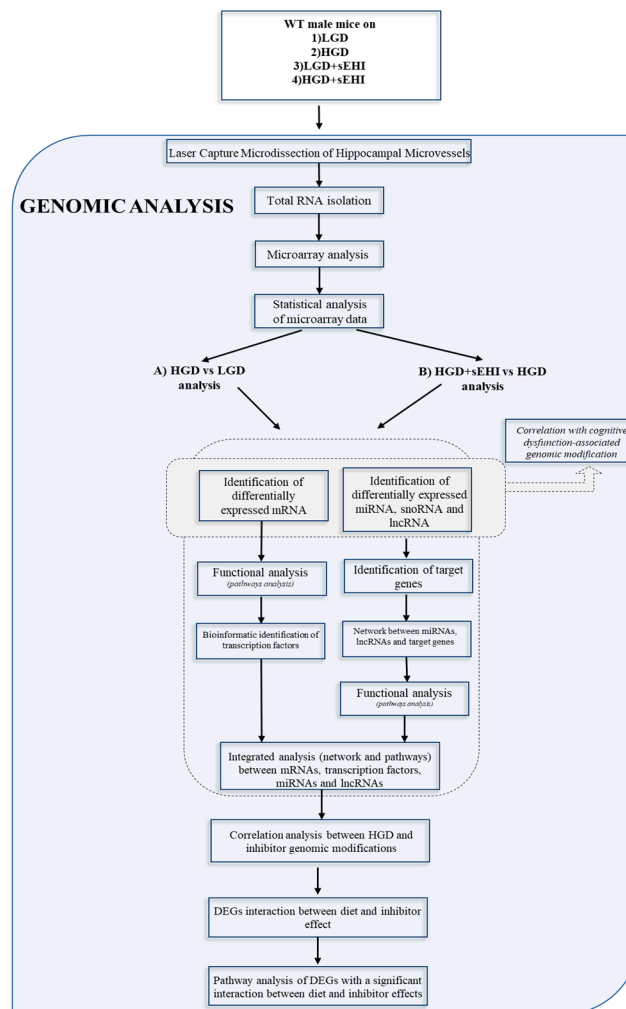 WT male mice on
1)LGD
2)HGD
3)LGD+sEHI
4)HGD+sEHI
Laser Capture Microdissection of Hippocampal Microvessels
GENOMIC ANALYSIS
Total RNA isolation
Microarray analysis
Statistical analysis
of microarray data
A) HGD vs LGD
analysis
B) HGD+sEHI vs HGD
analysis
Correlation with cognitive
dysfunction-associated
genomic modification
Identification of
differentially
expressed mRNA
Identification of
differentially expressed
miRNA, snoRNA and
lncRNA
Functional analysis
(pathways analysis)
Identification of target
genes
Bioinformatic identification of
transcription factors
Network between miRNAs,
lncRNAs and target genes
Functional analysis
(pathways analysis)
Integrated analysis (network and pathways)
between mRNAs, transcription factors,
miRNAs and lncRNAs
Correlation analysis between HGD and
inhibitor genomic modifications
DEGs interaction between diet and inhibitor
effect
Pathway analysis of DEGs with a significant
interaction between diet and inhibitor effects